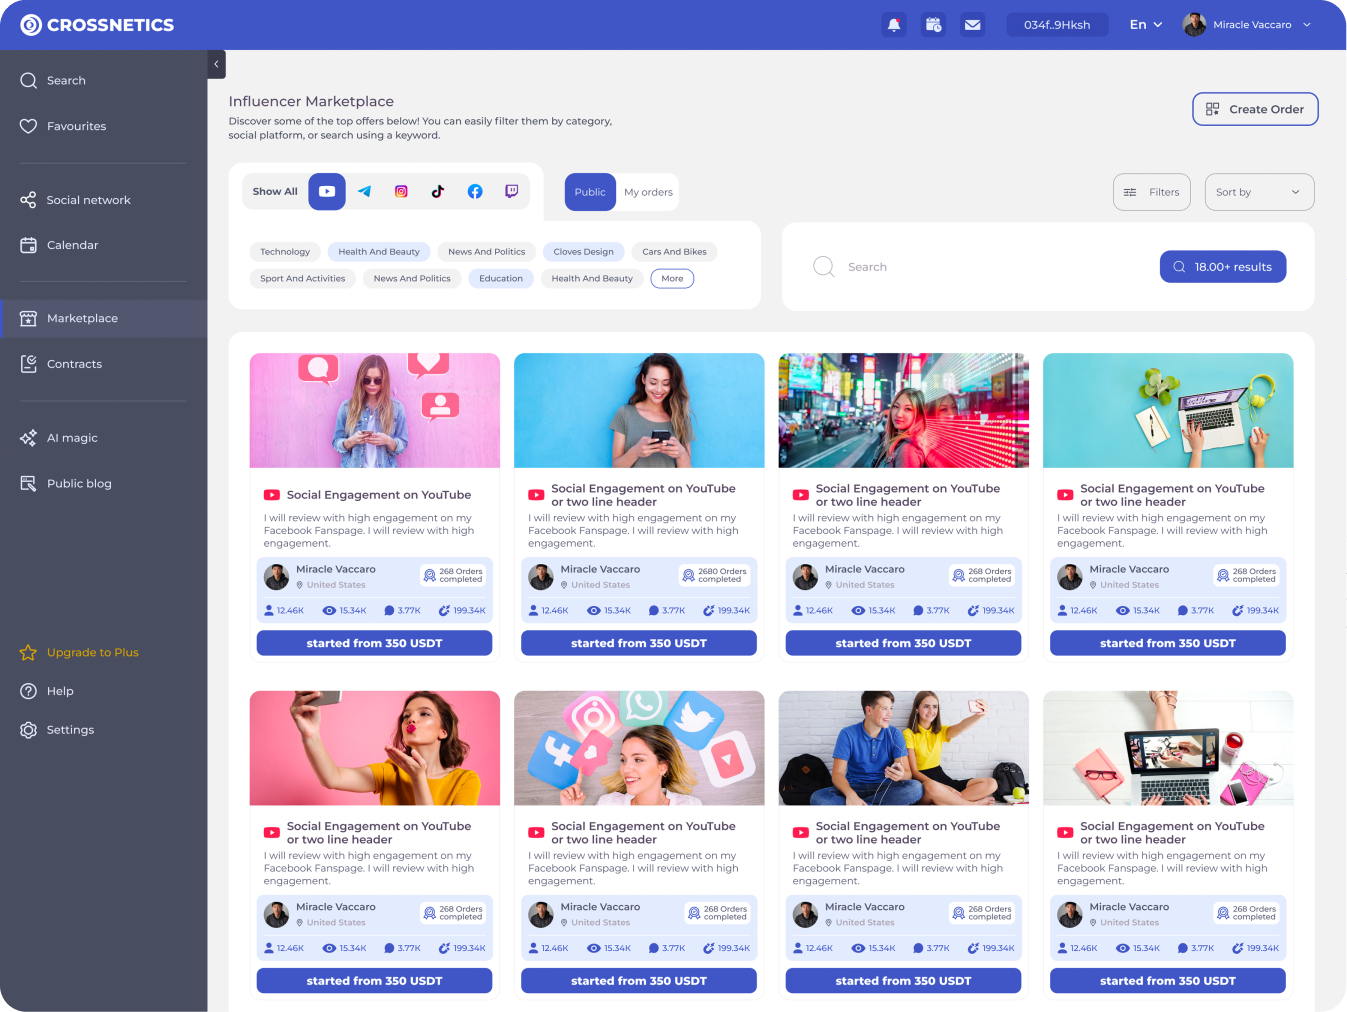 CROSSNETICS
034f..9Hksh
En
Miracle Vaccaro
Search
Favourites
Social network
Calendar
Marketplace
Contracts
AI magic
Public blog
Upgrade to Plus
Help
Settings
Influencer Marketplace
Discover some of the top offers below! You can easily filter them by category,
social platform, or search using a keyword.
Create Order
Show All
Public
My orders
Filters
Sort by
Technology
Health And Beauty
News And Politics
Cloves Design
Cars And Bikes
Sport And Activities
News And Politics
Education
Health And Beauty
More
Search
18.00+ results
Social Engagement on YouTube
I will review with high engagement on my
Facebook Fanspage. I will review with high
engagement.
Miracle Vaccaro
United States
268 Orders
completed
12.46K
15.34K
3.77K
199.34K
started from 350 USDT
Social Engagement on YouTube
or two line header
I will review with high engagement on my
Facebook Fanspage. I will review with high
engagement.
Miracle Vaccaro
United States
2680 Orders
completed
12.46K
15.34K
3.77K
199.34K
started from 350 USDT
Social Engagement on YouTube
or two line header
I will review with high engagement on my
Facebook Fanspage. I will review with high
engagement.
Miracle Vaccaro
United States
268 Orders
completed
12.46K
15.34K
3.77K
199.34K
started from 350 USDT
Social Engagement on YouTube
or two line header
I will review with high engagement on my
Facebook Fanspage. I will review with high
engagement.
Miracle Vaccaro
United States
268 Orders
completed
12.46K
15.34K
3.77K
199.34K
started from 350 USDT
Social Engagement on YouTube
or two line header
I will review with high engagement on my
Facebook Fanspage. I will review with high
engagement.
Miracle Vaccaro
United States
268 Orders
completed
12.46K
15.34K
3.77K
199.34K
started from 350 USDT
Social Engagement on YouTube
or two line header
I will review with high engagement on my
Facebook Fanspage. I will review with high
engagement.
Miracle Vaccaro
United States
268 Orders
completed
12.46K
15.34K
3.77K
199.34K
started from 350 USDT
Social Engagement on YouTube
or two line header
I will review with high engagement on my
Facebook Fanspage. I will review with high
engagement.
Miracle Vaccaro
United States
268 Orders
completed
12.46K
15.34K
3.77K
199.34K
started from 350 USDT
Social Engagement on YouTube
or two line header
I will review with high engagement on my
Facebook Fanspage. I will review with high
engagement.
Miracle Vaccaro
United States
268 Orders
completed
12.46K
15.34K
3.77K
199.34K
started from 350 USDT